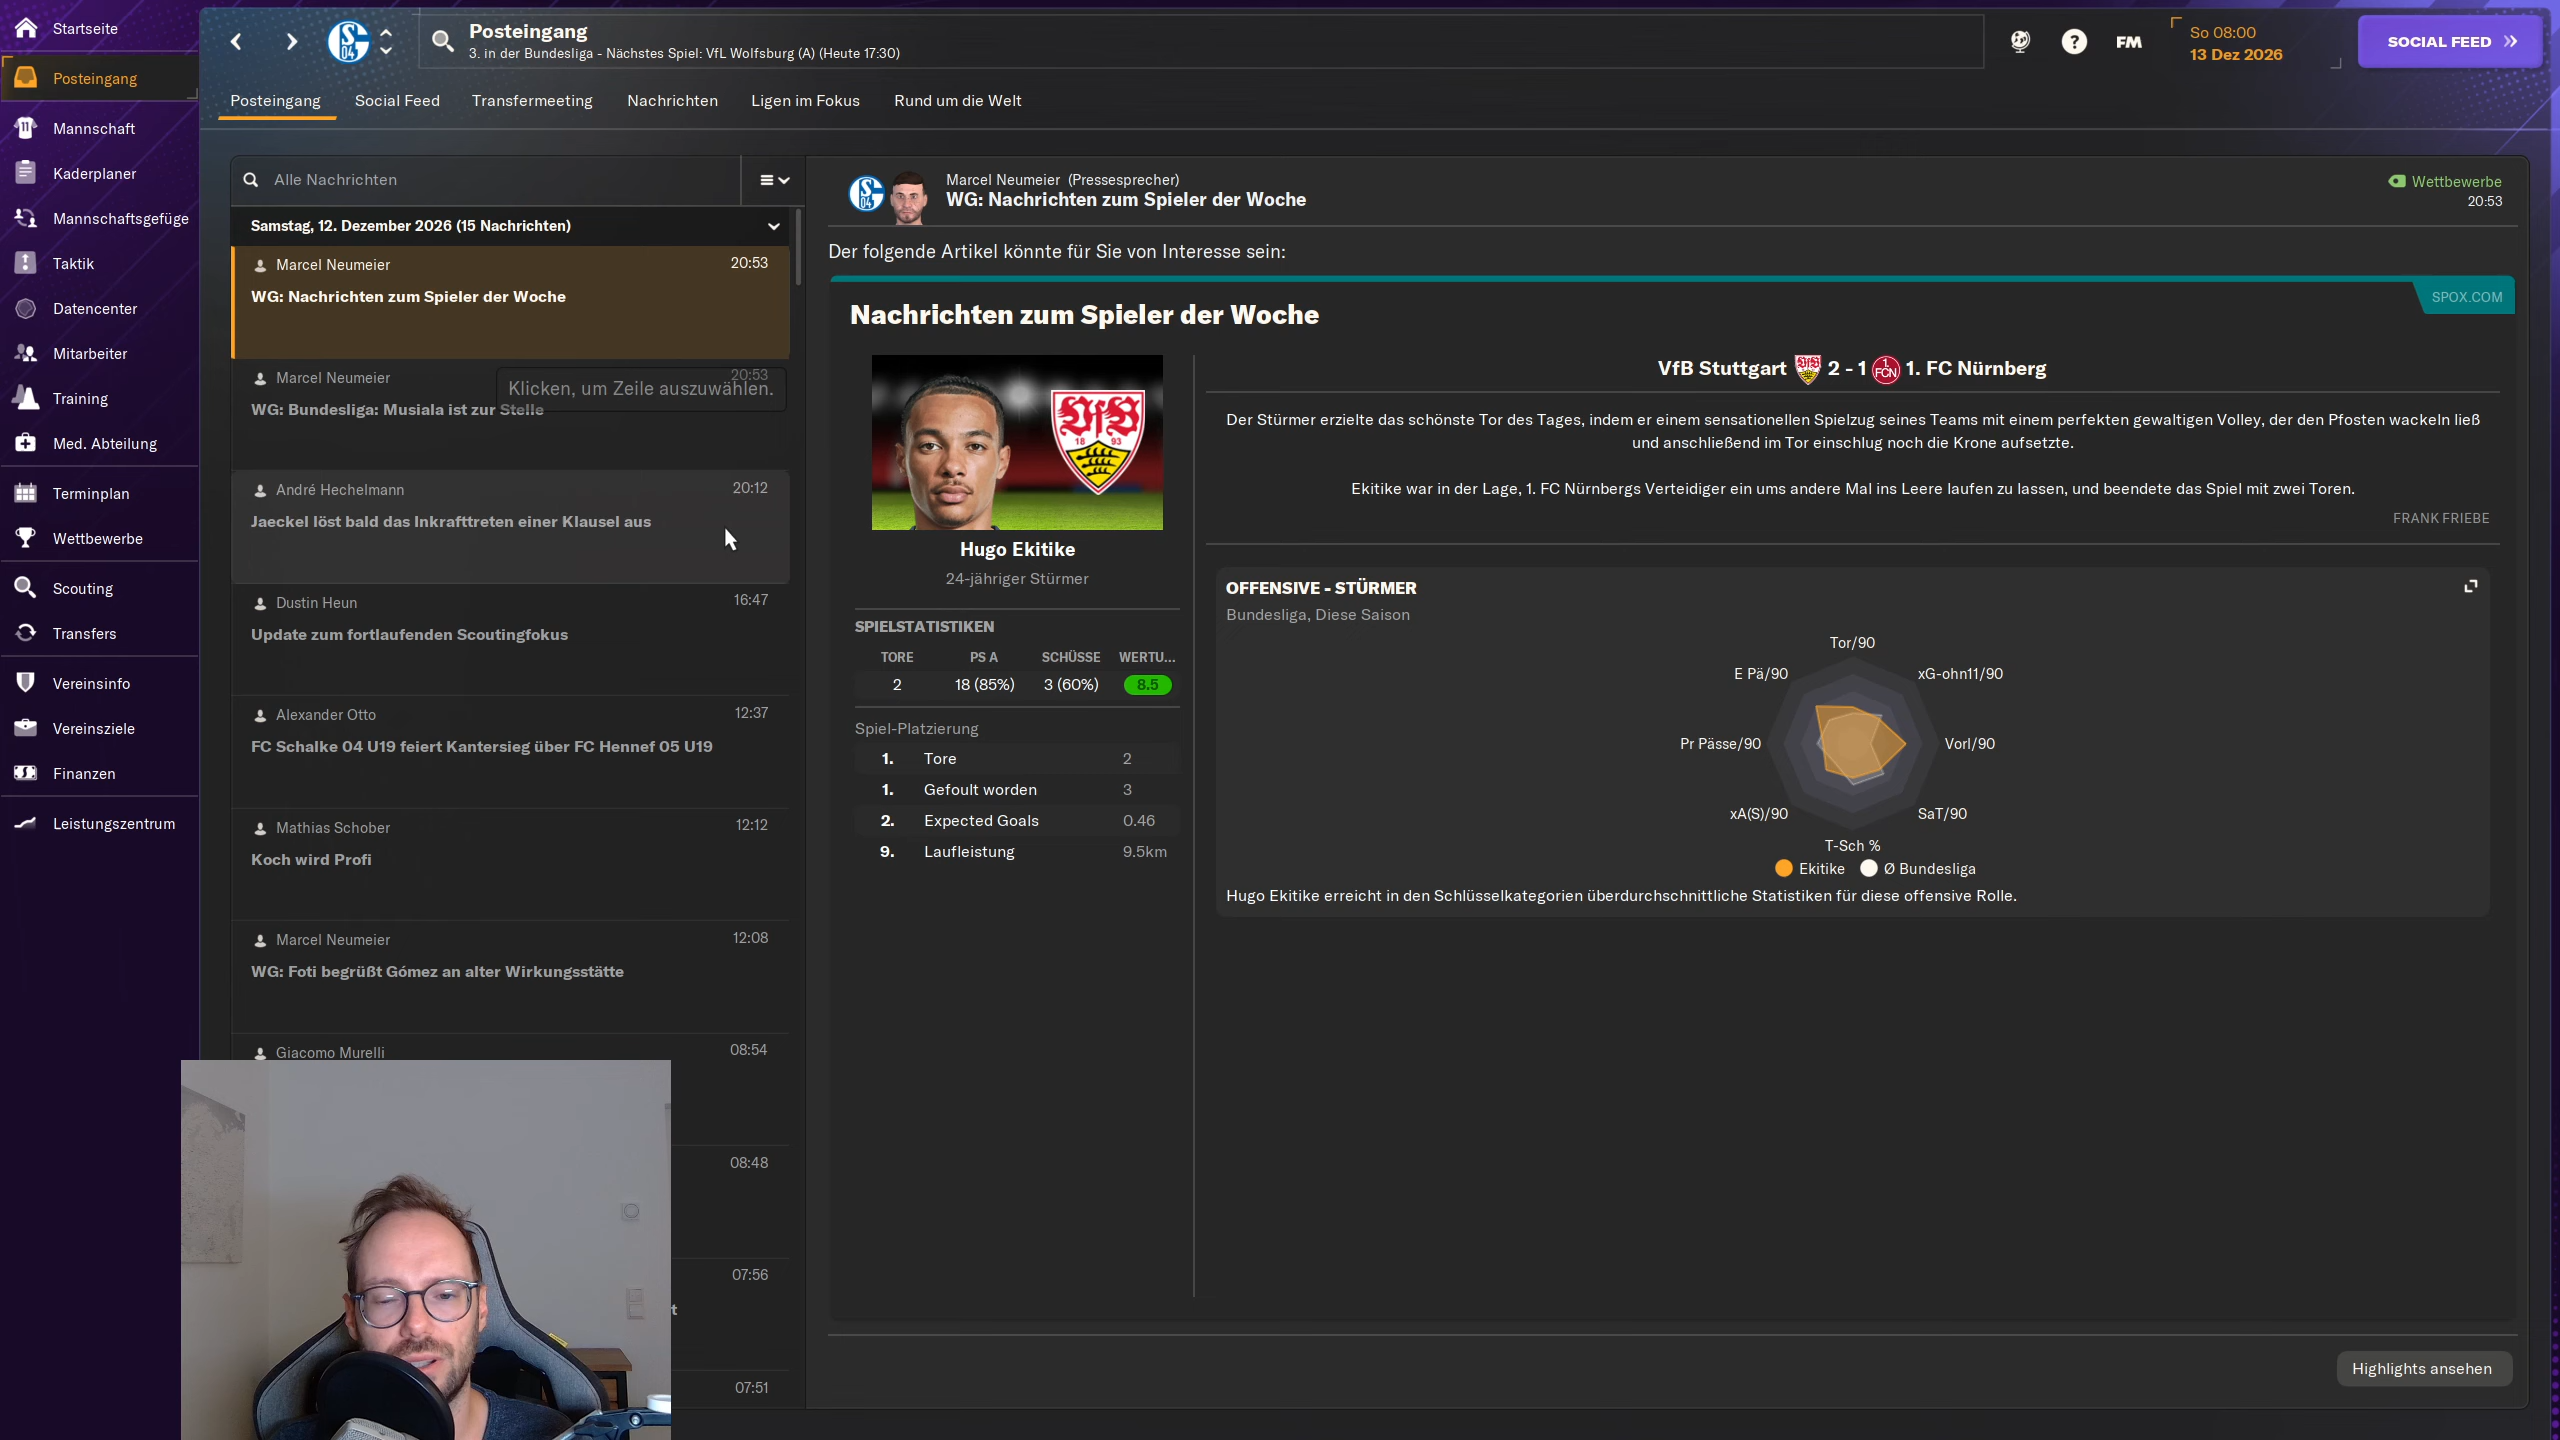 Startseite
Posteingang
Mannschaft
Kaderplaner
Mannschaftsgefüge
Taktik
Datencenter
Mitarbeiter
Training
Med. Abteilung
Terminplan
Wettbewerbe
Scouting
Transfers
Vereinsinfo
Vereinsziele
Finanzen
Leistungszentrum
Posteingang
3. in der Bundesliga - Nächstes Spiel: VfL Wolfsburg (A) (Heute 17:30)
FM
So 08:00
13 Dez 2026
SOCIAL FEED
Posteingang Social Feed Transfermeeting Nachrichten Ligen im Fokus Rund um die Welt
Alle Nachrichten
Samstag, 12. Dezember 2026 (15 Nachrichten)
Marcel Neumeier 20:53
WG: Nachrichten zum Spieler der Woche
Marcel Neumeier 20:53
Klicken, um Zeile auszuwählen.
WG: Bundesliga: Musiala ist zur Stelle
André Hechelmann 20:12
Jaeckel löst bald das Inkrafttreten einer Klausel aus
Dustin Heun 16:47
Update zum fortlaufenden Scoutingfokus
Alexander Otto 12:37
FC Schalke 04 U19 feiert Kantersieg über FC Hennef 05 U19
Mathias Schober 12:12
Koch wird Profi
Marcel Neumeier 12:08
WG: Foti begrüßt Gómez an alter Wirkungsstätte
Giacomo Murelli 08:54
08:48
07:56
t
07:51
Marcel Neumeier (Pressesprecher)
WG: Nachrichten zum Spieler der Woche
Wettbewerbe
20:53
Der folgende Artikel könnte für Sie von Interesse sein:
SPOX.COM
Nachrichten zum Spieler der Woche
VfB
18 93
Hugo Ekitike
24-jähriger Stürmer
SPIELSTATISTIKEN
TORE PS A SCHÜSSE WERTU...
2 18 (85%) 3 (60%) 8.5
Spiel-Platzierung
1. Tore 2
1. Gefoult worden 3
2. Expected Goals 0.46
9. Laufleistung 9.5km
VfB Stuttgart 2 - 1 1. FC Nürnberg
Der Stürmer erzielte das schönste Tor des Tages, indem er einem sensationellen Spielzug seines Teams mit einem perfekten gewaltigen Volley, der den Pfosten wackeln ließ
und anschließend im Tor einschlug noch die Krone aufsetzte.
Ekitike war in der Lage, 1. FC Nürnbergs Verteidiger ein ums andere Mal ins Leere laufen zu lassen, und beendete das Spiel mit zwei Toren.
FRANK FRIEBE
OFFENSIVE - STÜRMER
Bundesliga, Diese Saison
Tor/90
E Pä/90 xG-ohn11/90
Pr Pässe/90 Vorl/90
xA(S)/90 SaT/90
T-Sch %
Ekitike Ø Bundesliga
Hugo Ekitike erreicht in den Schlüsselkategorien überdurchschnittliche Statistiken für diese offensive Rolle.
Highlights ansehen